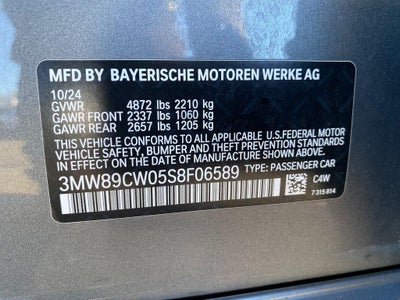 MFD BY BAYERISCHE MOTOREN WERKE AG
10/24
GVWR 4872 lbs 2210 kg
GAWR FRONT 2337 lbs 1060 kg
GAWR REAR 2657 lbs 1205 kg
THIS VEHICLE CONFORMS TO ALL APPLICABLE U.S.FEDERAL MOTOR
VEHICLE SAFETY, BUMPER AND THEFT PREVENTION STANDARDS
IN EFFECT ON THE DATE OF MANUFACTURE SHOWN ABOVE.
3MW89CW05S8F06589 TYPE: PASSENGER CAR
C4W
7 315 814